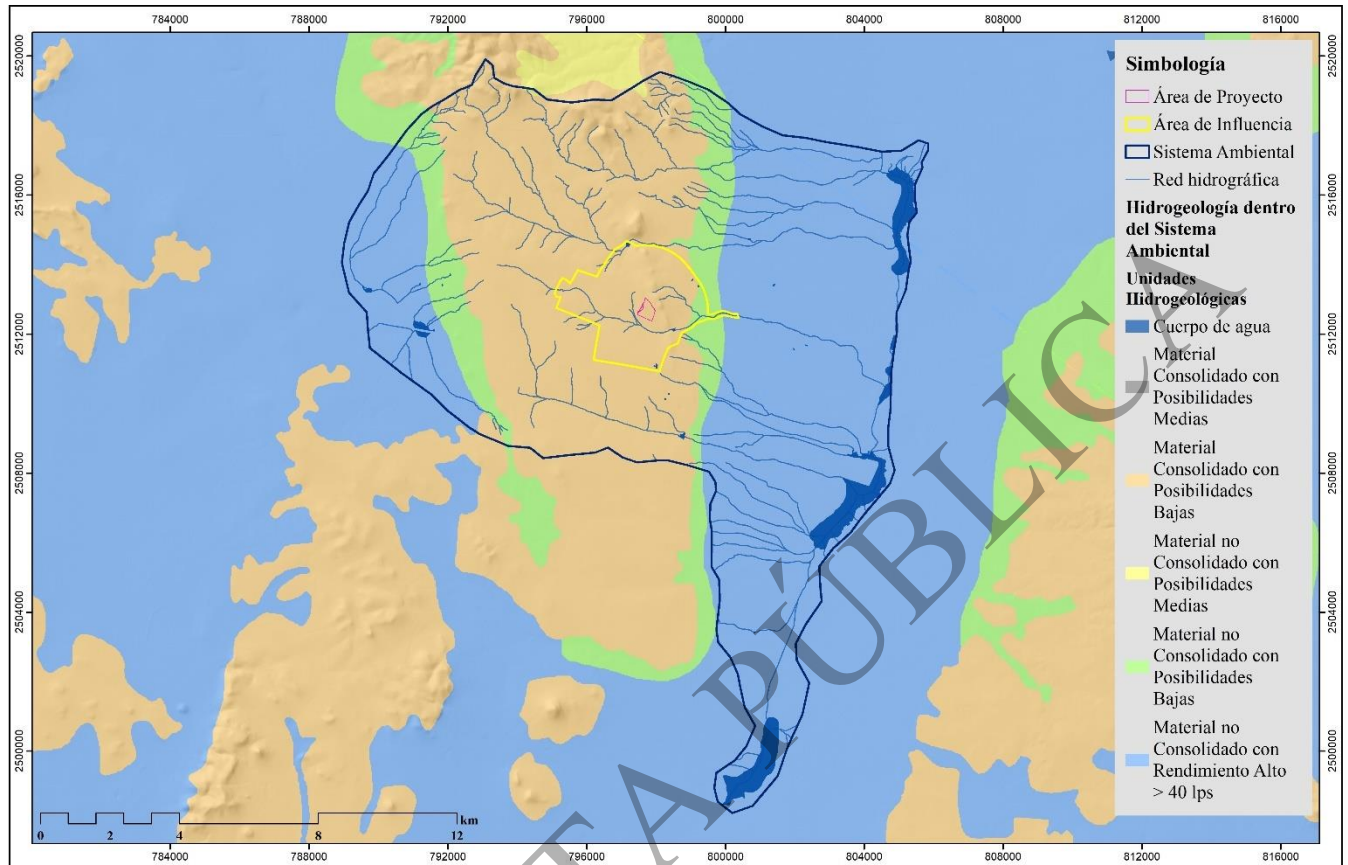 784000 788000 792000 796000 800000 804000 808000 812000 816000
2520000 2520000
2516000 2516000
2512000 2512000
2508000 2508000
2504000 2504000
2500000 2500000
Simbología
Área de Proyecto
Área de Influencia
Sistema Ambiental
Red hidrográfica
Hidrogeología dentro
del Sistema
Ambiental
Unidades
Hidrogeológicas
Cuerpo de agua
Material
Consolidado con
Posibilidades
Medias
Material
Consolidado con
Posibilidades
Bajas
Material no
Consolidado con
Posibilidades
Medias
Material no
Consolidado con
Posibilidades
Bajas
Material no
Consolidado con
Rendimiento Alto
> 40 lps
km
0 2 4 8 12
784000 788000 792000 796000 800000 804000 808000 812000 816000
TA PÚBLICA